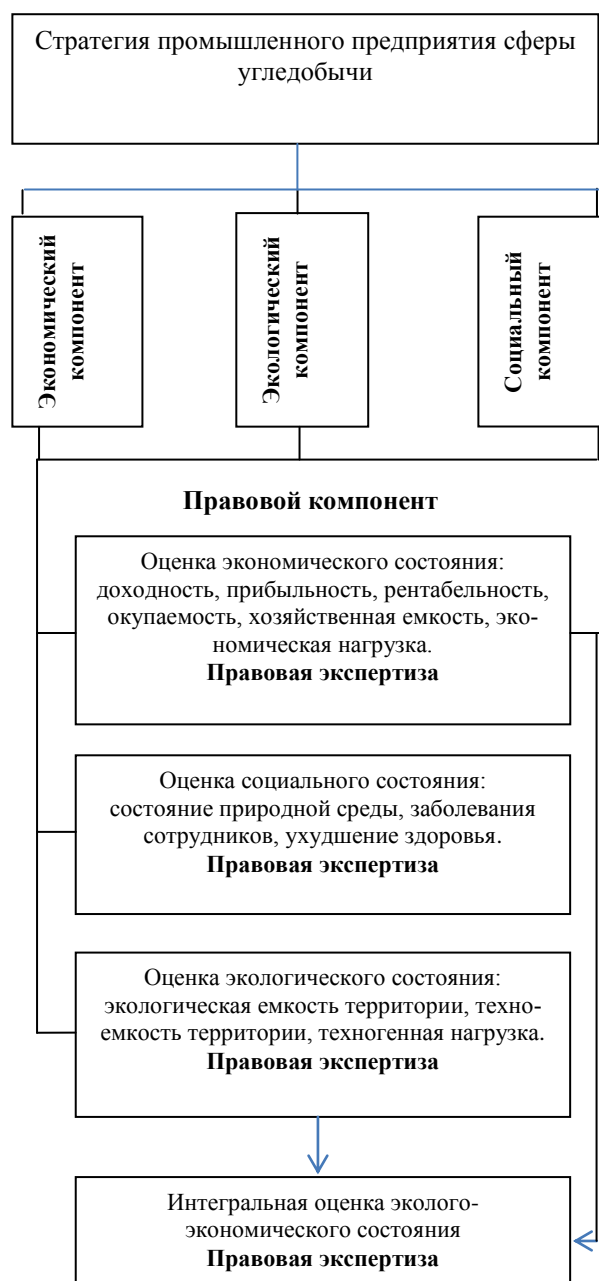 Стратегия промышленного предприятия сферы
угледобычи
Экономический
компонент
Экологический
компонент
Социальный
компонент
Правовой компонент
Оценка экономического состояния:
доходность, прибыльность, рентабельность,
окупаемость, хозяйственная емкость, эко-
номическая нагрузка.
Правовая экспертиза
Оценка социального состояния:
состояние природной среды, заболевания
сотрудников, ухудшение здоровья.
Правовая экспертиза
Оценка экологического состояния:
экологическая емкость территории, техно-
емкость территории, техногенная нагрузка.
Правовая экспертиза
Интегральная оценка эколого-
экономического состояния
Правовая экспертиза